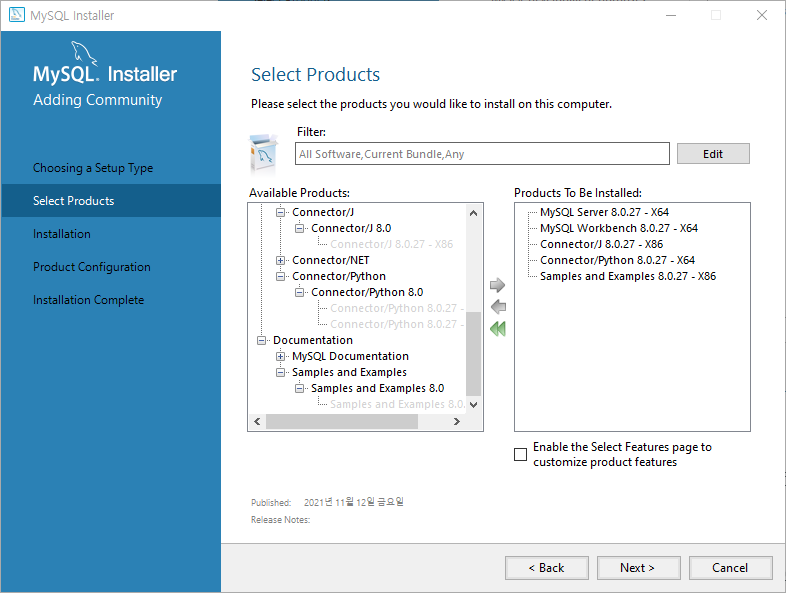 MySQL Installer
MySQL. Installer
Adding Community
Choosing a Setup Type
Select Products
Installation
Product Configuration
Installation Complete
Select Products
Please select the products you would like to install on this computer.
Filter:
All Software,Current Bundle,Any
Edit
Available Products:
Connector/J
Connector/J 8.0
Connector/J 8.0.27 - X86
Connector/NET
Connector/Python
Connector/Python 8.0
Connector/Python 8.0.27 -
Connector/Python 8.0.27 -
Documentation
MySQL Documentation
Samples and Examples
Samples and Examples 8.0
Samples and Examples 8.0.
Products To Be Installed:
MySQL Server 8.0.27 - X64
MySQL Workbench 8.0.27 - X64
Connector/J 8.0.27 - X86
Connector/Python 8.0.27 - X64
Samples and Examples 8.0.27 - X86
Enable the Select Features page to
customize product features
Published: 2021년 11월 12일 금요일
Release Notes:
< Back
Next >
Cancel